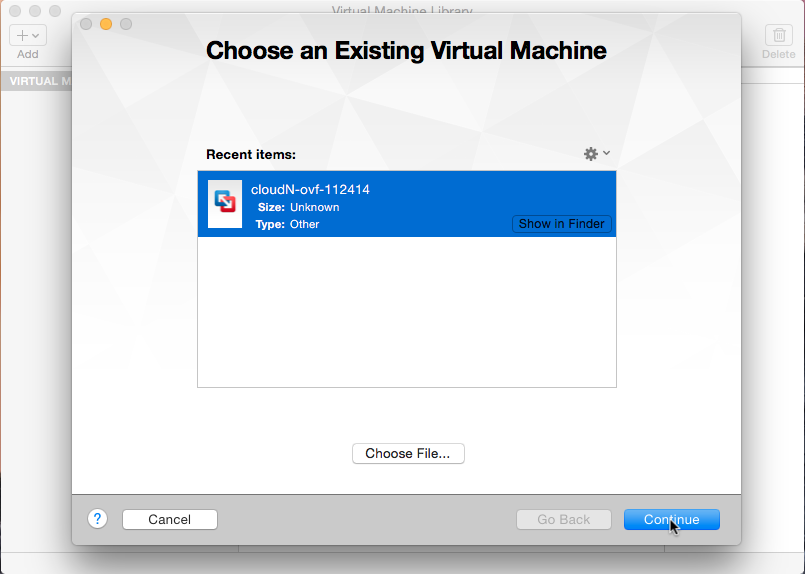 Virtual Machine Library
Add
Delete
VIRTUAL M
Choose an Existing Virtual Machine
Recent items:
cloudN-ovf-112414
Size: Unknown
Type: Other
Show in Finder
Choose File...
? Cancel Go Back Continue